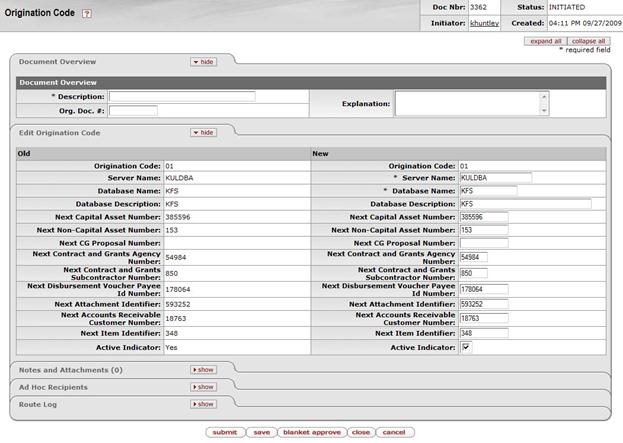 Origination Code ?
Doc Nbr: 3362 Status: INITIATED
Initiator: khuntley Created: 04:11 PM 09/27/2009
expand all collapse all
* required field
Document Overview hide
Document Overview
* Description: Explanation:
Org. Doc. #:
Edit Origination Code hide
Old New
Origination Code: 01 Origination Code: 01
Server Name: KULDBA * Server Name: KULDBA
Database Name: KFS * Database Name: KFS
Database Description: KFS Database Description: KFS
Next Capital Asset Number: 385596 Next Capital Asset Number: 385596
Next Non-Capital Asset Number: 153 Next Non-Capital Asset Number: 153
Next CG Proposal Number: Next CG Proposal Number:
Next Contract and Grants Agency Number: 54984 Next Contract and Grants Agency Number: 54984
Next Contract and Grants Subcontractor Number: 850 Next Contract and Grants Subcontractor Number: 850
Next Disbursement Voucher Payee Id Number: 178064 Next Disbursement Voucher Payee Id Number: 178064
Next Attachment Identifier: 593252 Next Attachment Identifier: 593252
Next Accounts Receivable Customer Number: 18763 Next Accounts Receivable Customer Number: 18763
Next Item Identifier: 348 Next Item Identifier: 348
Active Indicator: Yes Active Indicator:
Notes and Attachments (0) show
Ad Hoc Recipients show
Route Log show
submit save blanket approve close cancel